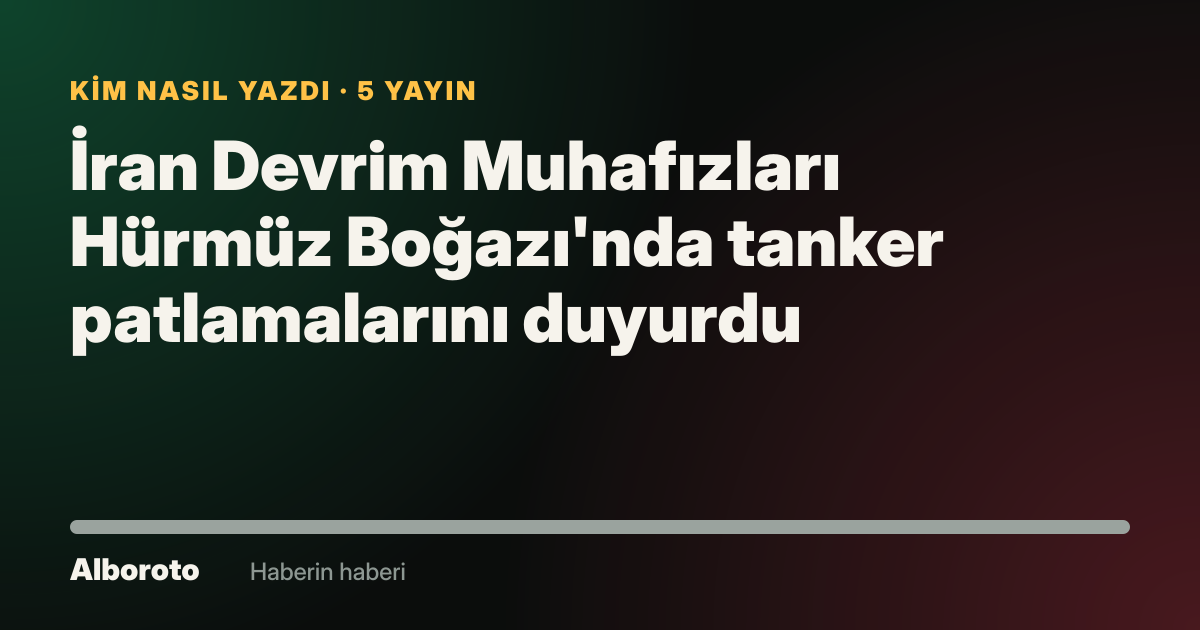 KİM NASIL YAZDI · 5 YAYIN
İran Devrim Muhafızları
Hürmüz Boğazı'nda tanker
patlamalarını duyurdu
Alboroto Haberin haberi